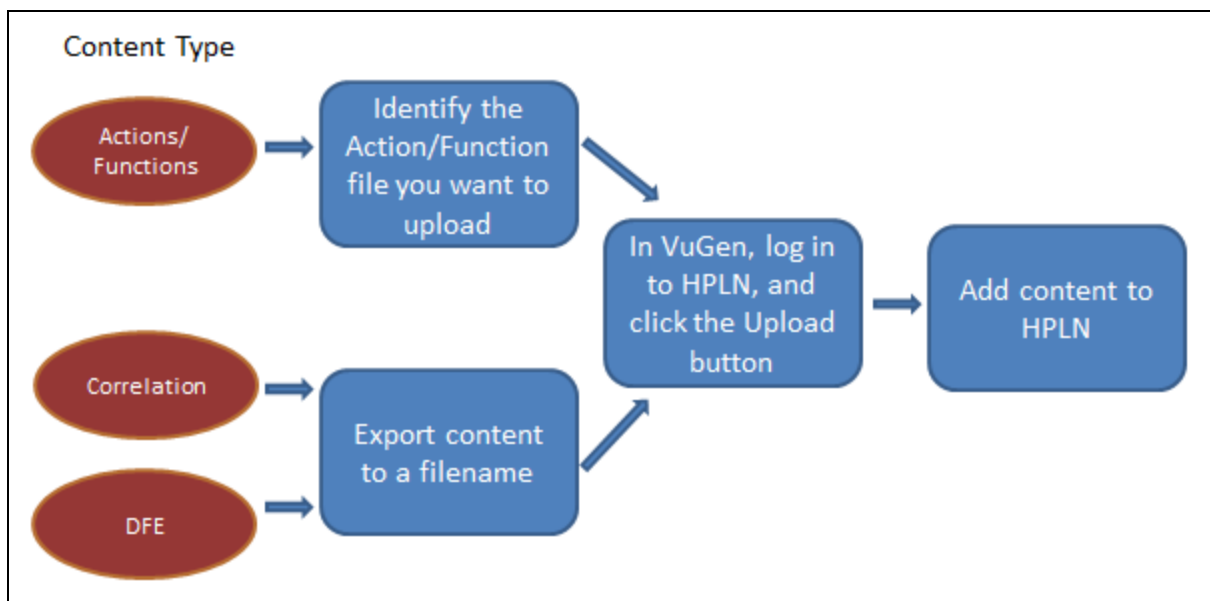 Content Type
Actions/
Functions
Identify the
Action/Function
file you want to
upload
In VuGen, log in
to HPLN, and
click the Upload
button
Add content to
HPLN
Correlation
Export content
to a filename
DFE